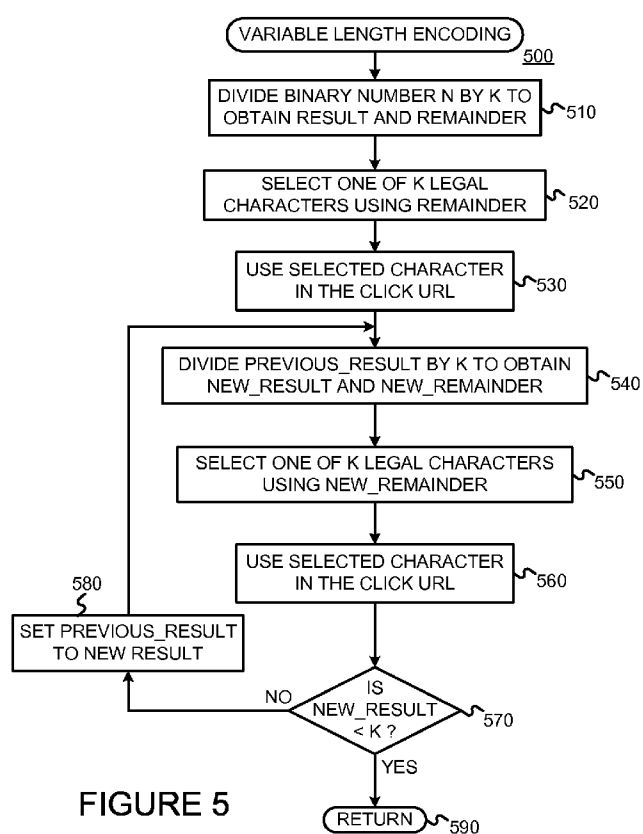 VARIABLE LENGTH ENCODING
500
DIVIDE BINARY NUMBER N BY K TO
OBTAIN RESULT AND REMAINDER
510
SELECT ONE OF K LEGAL
CHARACTERS USING REMAINDER
520
USE SELECTED CHARACTER
IN THE CLICK URL
530
DIVIDE PREVIOUS_RESULT BY K TO OBTAIN
NEW_RESULT AND NEW_REMAINDER
540
SELECT ONE OF K LEGAL CHARACTERS
USING NEW_REMAINDER
550
USE SELECTED CHARACTER
IN THE CLICK URL
560
580
SET PREVIOUS_RESULT
TO NEW RESULT
NO
IS
NEW_RESULT
< K ?
570
YES
FIGURE 5
RETURN
590